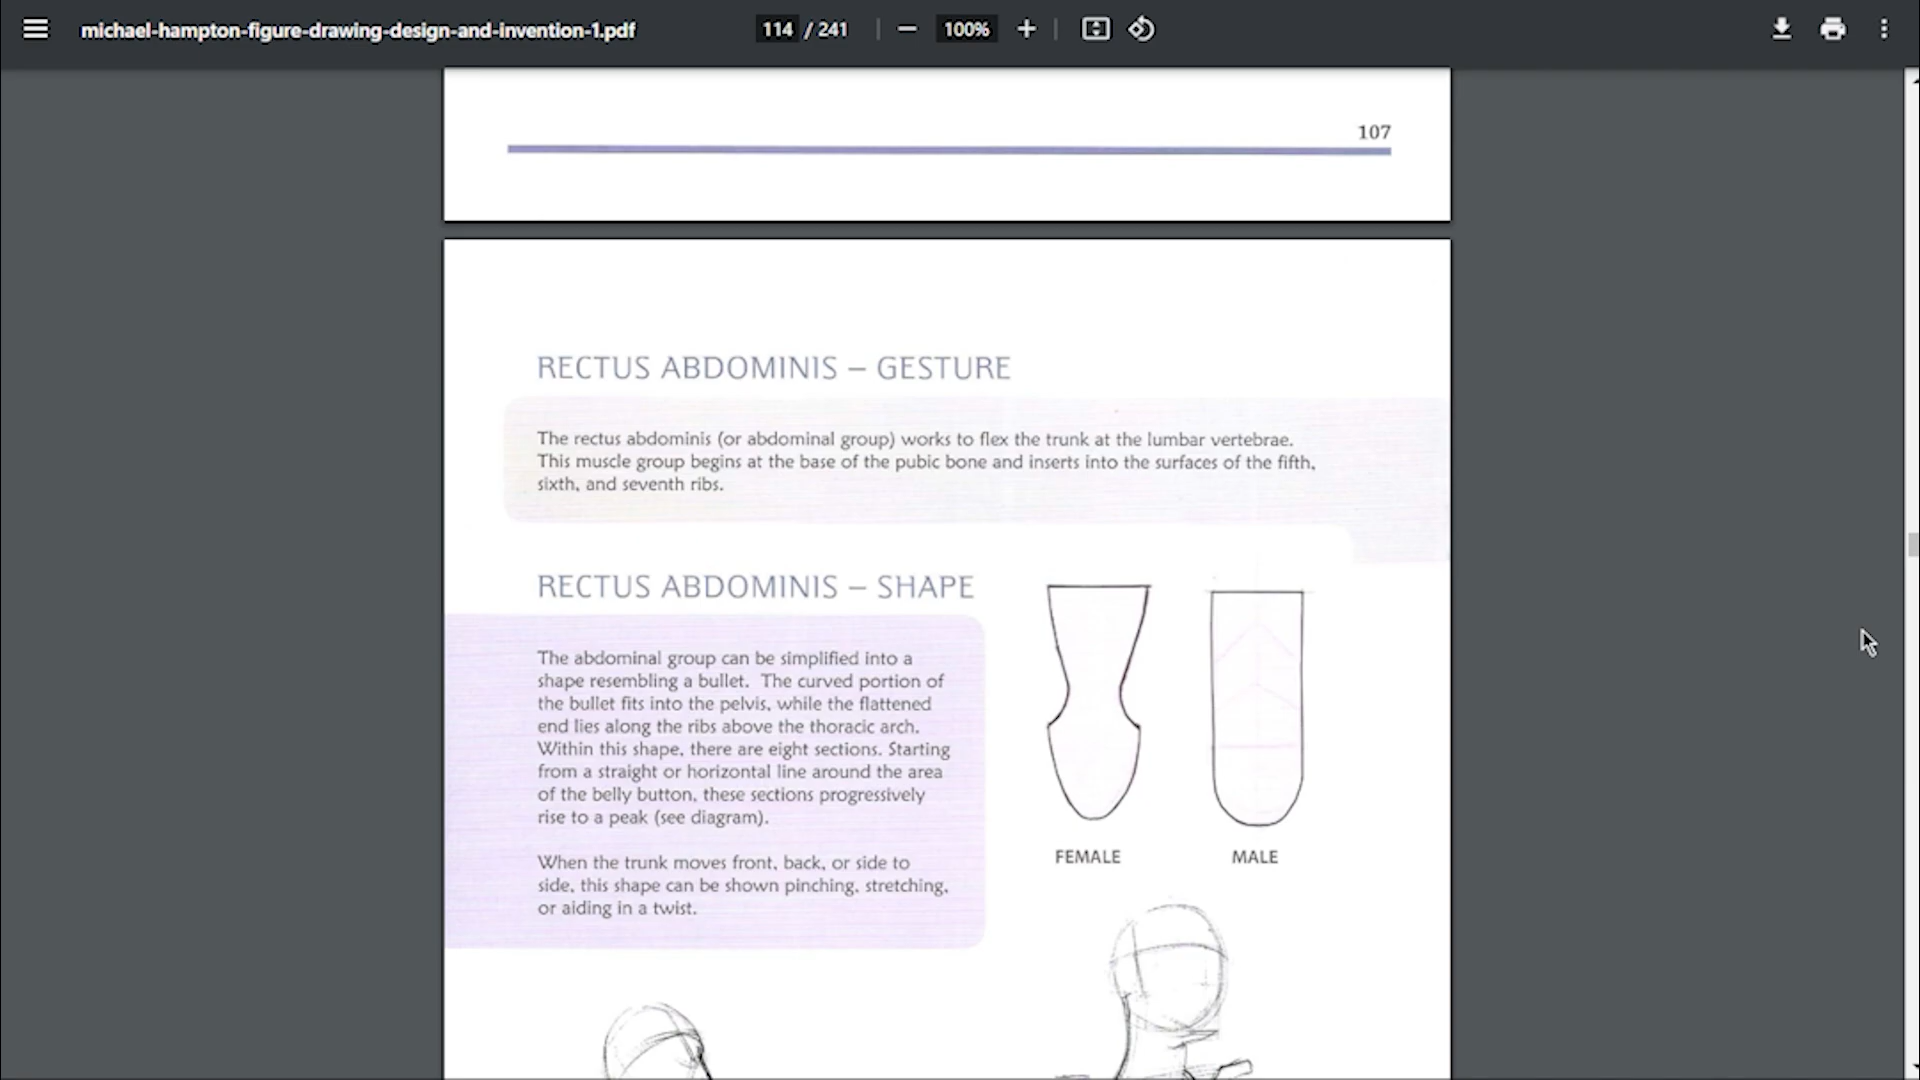 michael-hampton-figure-drawing-design-and-invention-1.pdf
114 / 241
100%
107
RECTUS ABDOMINIS – GESTURE
The rectus abdominis (or abdominal group) works to flex the trunk at the lumbar vertebrae.
This muscle group begins at the base of the pubic bone and inserts into the surfaces of the fifth,
sixth, and seventh ribs.
RECTUS ABDOMINIS – SHAPE
The abdominal group can be simplified into a
shape resembling a bullet. The curved portion of
the bullet fits into the pelvis, while the flattened
end lies along the ribs above the thoracic arch.
Within this shape, there are eight sections. Starting
from a straight or horizontal line around the area
of the belly button, these sections progressively
rise to a peak (see diagram).
When the trunk moves front, back, or side to
side, this shape can be shown pinching, stretching,
or aiding in a twist.
FEMALE
MALE